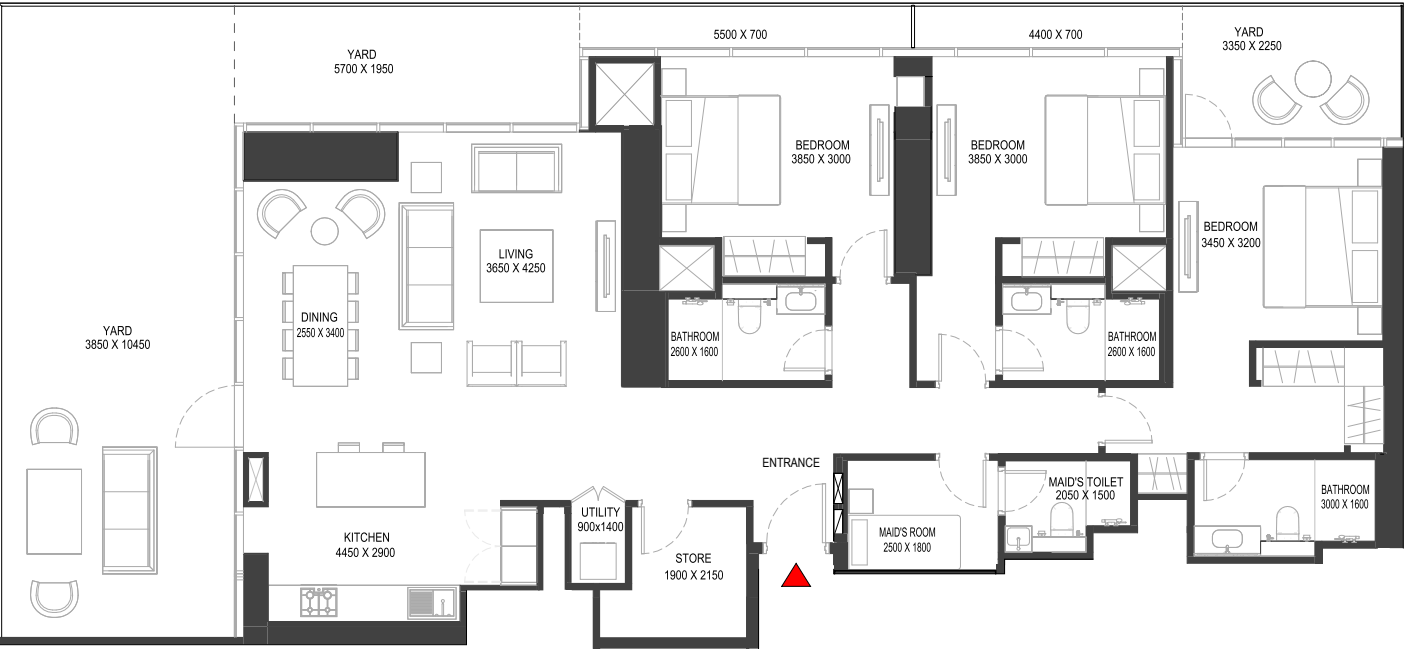 5500 X 700
4400 X 700
YARD
3350 X 2250
YARD
5700 X 1950
BEDROOM
3850 X 3000
BEDROOM
3850 X 3000
BEDROOM
3450 X 3200
LIVING
3650 X 4250
DINING
2550 X 3400
YARD
3850 X 10450
BATHROOM
2600 X 1600
BATHROOM
2600 X 1600
ENTRANCE
MAID'S TOILET
2050 X 1500
BATHROOM
3000 X 1600
UTILITY
900x1400
MAID'S ROOM
2500 X 1800
KITCHEN
4450 X 2900
STORE
1900 X 2150